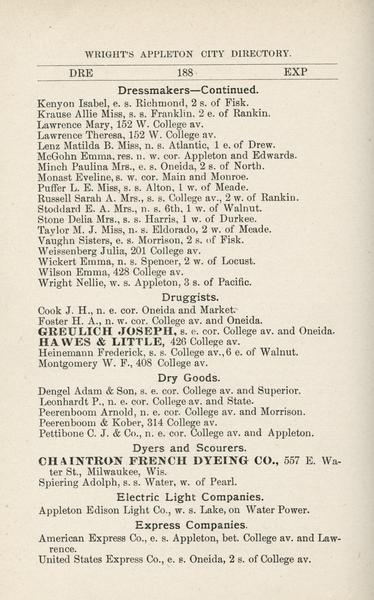 WRIGHT'S APPLETON CITY DIRECTORY.
DRE 188 EXP
Dressmakers—Continued.
Kenyon Isabel, e. s. Richmond, 2 s. of Fisk.
Krause Allie Miss, s. s. Franklin. 2 e. of Rankin.
Lawrence Mary, 152 W. College av.
Lawrence Theresa, 152 W. College av.
Lenz Matilda B. Miss, n. s. Atlantic, 1 e. of Drew.
McGohn Emma, res. n. w. cor. Appleton and Edwards.
Minch Paulina Mrs., e. s. Oneida, 2 s. of North.
Monast Eveline, s. w. cor. Main and Monroe.
Puffer L. E. Miss, s. s. Alton, 1 w. of Meade.
Russell Sarah A. Mrs., s. s. College av., 2 w. of Rankin.
Stoddard E. A. Mrs., n. s. 6th, 1 w. of Walnut.
Stone Delia Mrs., s. s. Harris, 1 w. of Durkee.
Taylor M. J. Miss, n. s. Eldorado, 2 w. of Meade.
Vaughn Sisters, e. s. Morrison, 2 s. of Fisk.
Weissenberg Julia, 201 College av.
Wickert Emma, n. s. Spencer, 2 w. of Locust.
Wilson Emma, 428 College av.
Wright Nellie, w. s. Appleton, 3 s. of Pacific.
Druggists.
Cook J. H., n. e. cor. Oneida and Market.
Foster H. A., n. w. cor. College av. and Oneida.
GREULICH JOSEPH, s. e. cor. College av. and Oneida.
HAWES & LITTLE, 426 College av.
Heinemann Frederick, s. s. College av., 6 e. of Walnut.
Montgomery W. F., 408 College av.
Dry Goods.
Dengel Adam & Son, s. e. cor. College av. and Superior.
Leonhardt P., n. e. cor. College av. and State.
Peerenboom Arnold, n. e. cor. College av. and Morrison.
Peerenboom & Kober, 314 College av.
Pettibone C. J. & Co., n. e. cor. College av. and Appleton.
Dyers and Scourers.
CHAINTRON FRENCH DYEING CO., 557 E. Wa-
ter St., Milwaukee, Wis.
Spiering Adolph, s. s. Water, w. of Pearl.
Electric Light Companies.
Appleton Edison Light Co., w. s. Lake, on Water Power.
Express Companies.
American Express Co., e. s. Appleton, bet. College av. and Law-
rence.
United States Express Co., e. s. Oneida, 2 s. of College av.